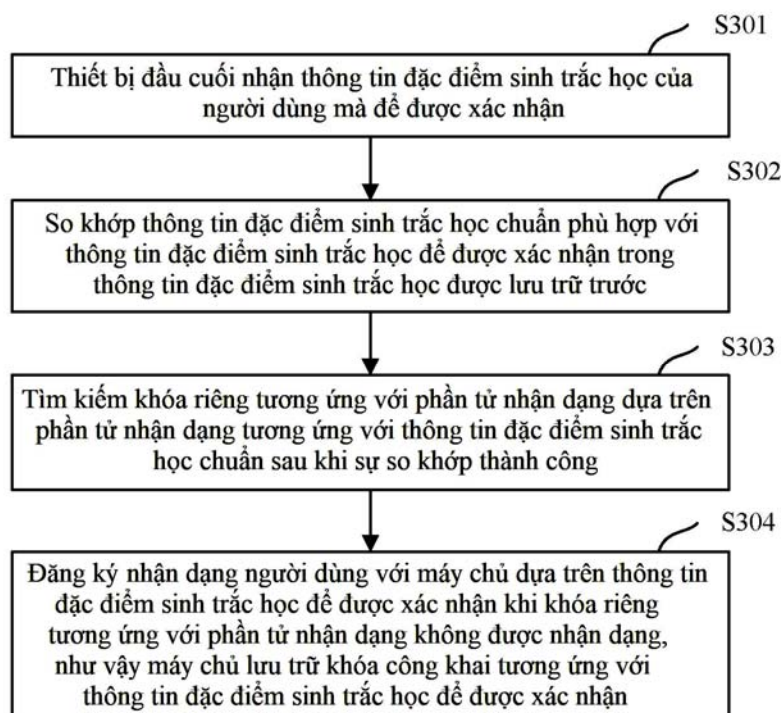 S301
Thiết bị đầu cuối nhận thông tin đặc điểm sinh trắc học của
người dùng mà để được xác nhận
S302
So khớp thông tin đặc điểm sinh trắc học chuẩn phù hợp với
thông tin đặc điểm sinh trắc học để được xác nhận trong
thông tin đặc điểm sinh trắc học được lưu trữ trước
S303
Tìm kiếm khóa riêng tương ứng với phần tử nhận dạng dựa trên
phần tử nhận dạng tương ứng với thông tin đặc điểm sinh trắc
học chuẩn sau khi sự so khớp thành công
S304
Đăng ký nhận dạng người dùng với máy chủ dựa trên thông tin
đặc điểm sinh trắc học để được xác nhận khi khóa riêng
tương ứng với phần tử nhận dạng không được nhận dạng,
như vậy máy chủ lưu trữ khóa công khai tương ứng với
thông tin đặc điểm sinh trắc học để được xác nhận